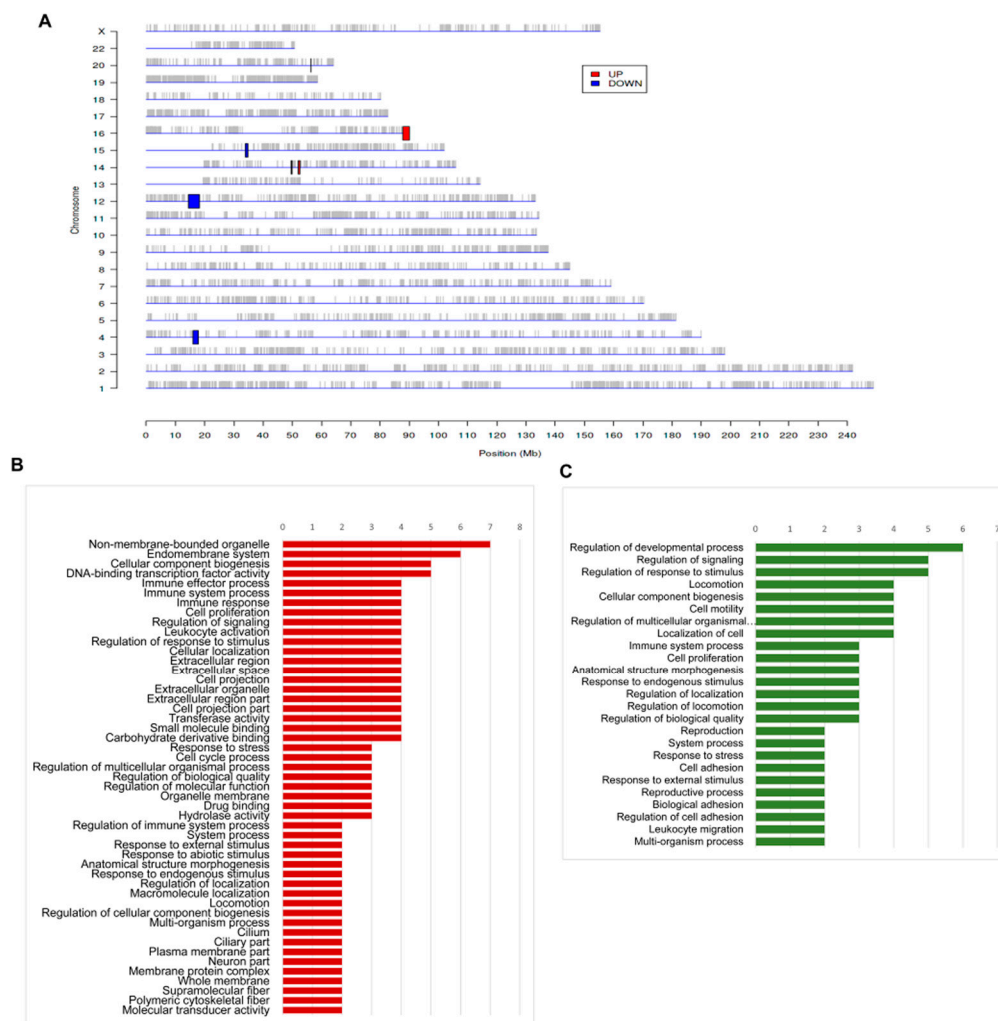 A
X
22
20
19
18
17
16
15
14
13
12
11
10
9
8
7
6
5
4
3
2
1
Chromosome
UP
DOWN
0 10 20 30 40 50 60 70 80 90 100 110 120 130 140 150 160 170 180 190 200 210 220 230 240
Position (Mb)
B
0 1 2 3 4 5 6 7 8
Non-membrane-bounded organelle
Endomembrane system
Cellular component biogenesis
DNA-binding transcription factor activity
Immune effector process
Immune system process
Immune response
Cell proliferation
Regulation of signaling
Leukocyte activation
Regulation of response to stimulus
Cellular localization
Extracellular region
Extracellular space
Cell projection
Extracellular organelle
Extracellular region part
Cell projection part
Transferase activity
Small molecule binding
Carbohydrate derivative binding
Response to stress
Cell cycle process
Regulation of multicellular organismal process
Regulation of biological quality
Regulation of molecular function
Organelle membrane
Drug binding
Hydrolase activity
Regulation of immune system process
System process
Response to external stimulus
Response to abiotic stimulus
Anatomical structure morphogenesis
Response to endogenous stimulus
Regulation of localization
Macromolecule localization
Locomotion
Regulation of cellular component biogenesis
Multi-organism process
Cilium
Ciliary part
Plasma membrane part
Neuron part
Membrane protein complex
Whole membrane
Supramolecular fiber
Polymeric cytoskeletal fiber
Molecular transducer activity
C
0 1 2 3 4 5 6 7
Regulation of developmental process
Regulation of signaling
Regulation of response to stimulus
Locomotion
Cellular component biogenesis
Cell motility
Regulation of multicellular organismal…
Localization of cell
Immune system process
Cell proliferation
Anatomical structure morphogenesis
Response to endogenous stimulus
Regulation of localization
Regulation of locomotion
Regulation of biological quality
Reproduction
System process
Response to stress
Cell adhesion
Response to external stimulus
Reproductive process
Biological adhesion
Regulation of cell adhesion
Leukocyte migration
Multi-organism process